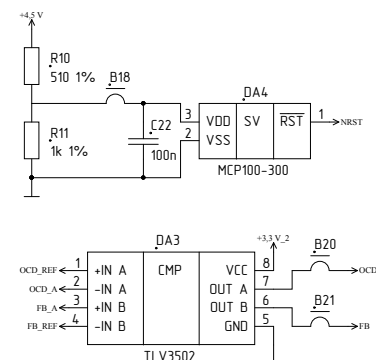 +4,5 V
R10
510 1%
B18
R11
1k 1%
C22
100n
DA4
3 VDD SV RST 1 NRST
2 VSS
MCP100-300
DA3
+3,3 V_2
B20
OCD_REF 1 +IN A CMP VCC 8
OCD_A 2 -IN A OUT A 7 OCD
FB_A 3 +IN B OUT B 6 B21 FB
FB_REF 4 -IN B GND 5
TLV3502